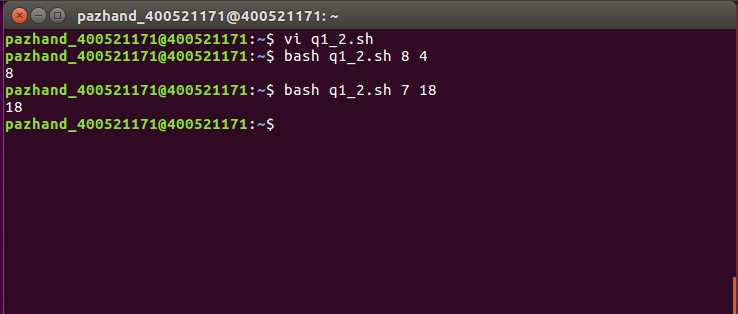 pazhand_400521171@400521171: ~
pazhand_400521171@400521171:~$ vi q1_2.sh
pazhand_400521171@400521171:~$ bash q1_2.sh 8 4
8
pazhand_400521171@400521171:~$ bash q1_2.sh 7 18
18
pazhand_400521171@400521171:~$